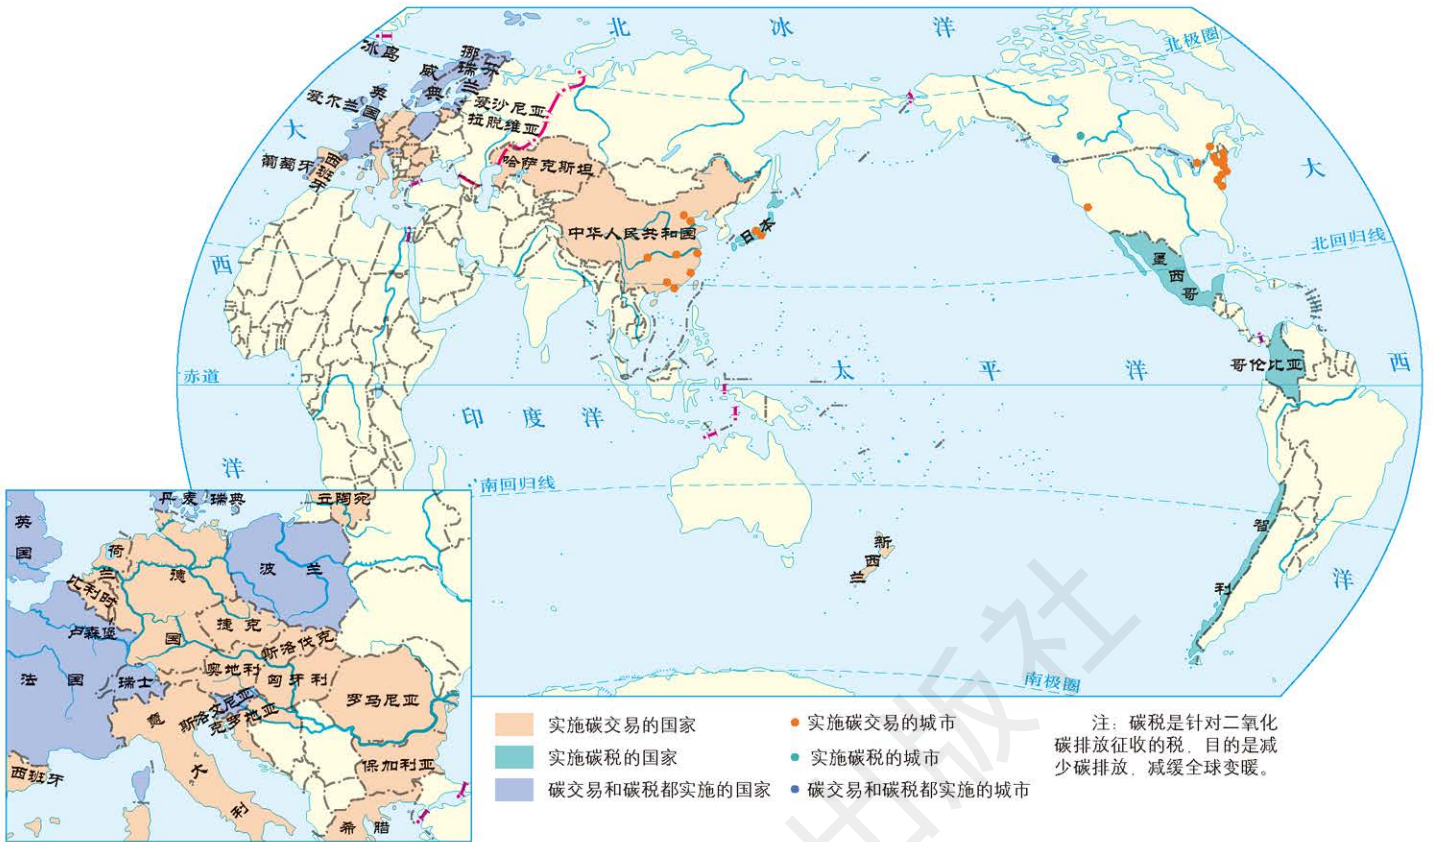 北冰洋
北极圈
冰岛
挪威
瑞典
芬兰
英国
爱尔兰
爱沙尼亚
拉脱维亚
大西洋
葡萄牙
西班牙
哈萨克斯坦
中华人民共和国
日本
大西洋
北回归线
墨西哥
哥伦比亚
赤道
太平洋
印度洋
南回归线
新西兰
智利
南极圈
丹麦
瑞典
立陶宛
英国
荷兰
德国
波兰
比利时
卢森堡
捷克
斯洛伐克
法国
瑞士
奥地利
匈牙利
罗马尼亚
斯洛文尼亚
克罗地亚
意大利
保加利亚
西班牙
希腊
实施碳交易的国家
实施碳税的国家
碳交易和碳税都实施的国家
实施碳交易的城市
实施碳税的城市
碳交易和碳税都实施的城市
注：碳税是针对二氧化
碳排放征收的税，目的是减
少碳排放，减缓全球变暖。
出版社